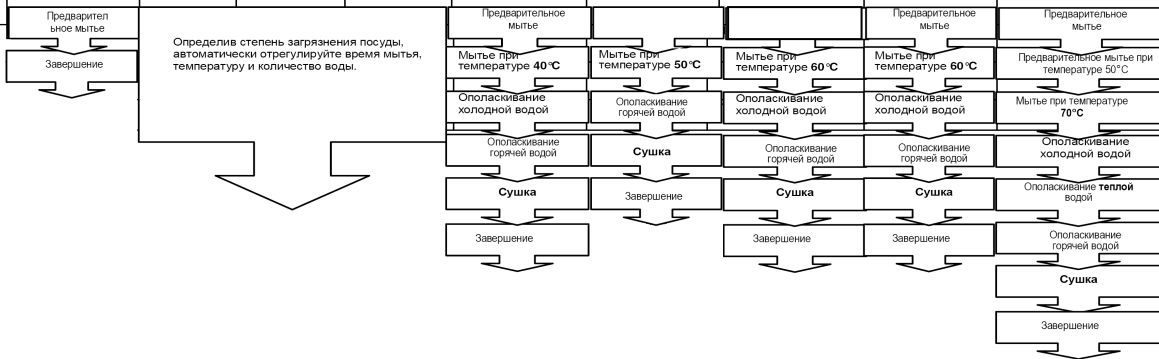 Предварител
ьное мытье
Завершение
Определив степень загрязнения посуды,
автоматически отрегулируйте время мытья,
температуру и количество воды.
Предварительное
мытье
Мытье при
температуре 40°C
Ополаскивание
холодной водой
Ополаскивание
горячей водой
Сушка
Завершение
Мытье при
температуре 50°C
Ополаскивание
горячей водой
Сушка
Завершение
Мытье при
температуре 60°C
Ополаскивание
холодной водой
Ополаскивание
горячей водой
Сушка
Завершение
Предварительное
мытье
Мытье при
температуре 60°C
Ополаскивание
холодной водой
Ополаскивание
горячей водой
Сушка
Завершение
Предварительное
мытье
Предварительное мытье при
температуре 50°C
Мытье при температуре
70°C
Ополаскивание
холодной водой
Ополаскивание теплой
водой
Ополаскивание
горячей водой
Сушка
Завершение